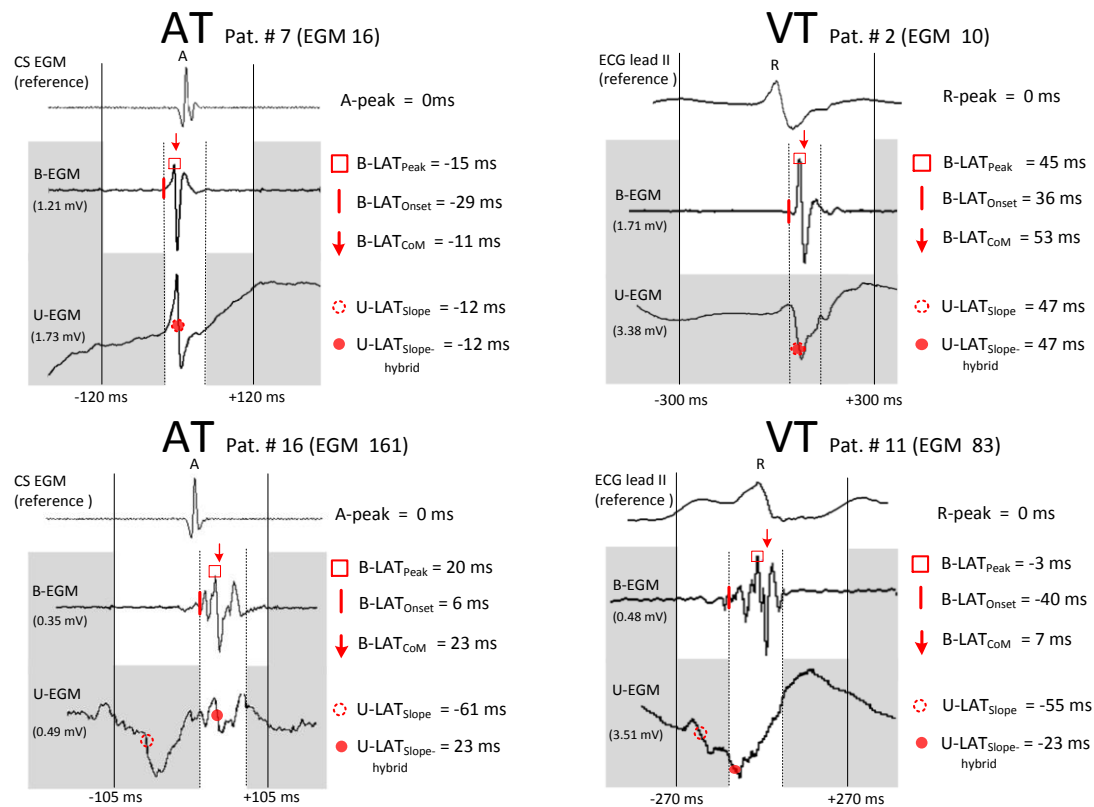 AT Pat. # 7 (EGM 16)
A
CS EGM
(reference)
A-peak = 0ms
B-EGM
(1.21 mV)
B-LATPeak = -15 ms
B-LATOnset = -29 ms
B-LATCoM = -11 ms
U-EGM
(1.73 mV)
U-LATSlope = -12 ms
U-LATSlope- = -12 ms
hybrid
-120 ms +120 ms
VT Pat. # 2 (EGM 10)
ECG lead II
(reference)
R
R-peak = 0 ms
B-EGM
(1.71 mV)
B-LATPeak = 45 ms
B-LATOnset = 36 ms
B-LATCoM = 53 ms
U-EGM
(3.38 mV)
U-LATSlope = 47 ms
U-LATSlope- = 47 ms
hybrid
-300 ms +300 ms
AT Pat. # 16 (EGM 161)
A
CS EGM
(reference )
A-peak = 0 ms
B-EGM
(0.35 mV)
B-LATPeak = 20 ms
B-LATOnset = 6 ms
B-LATCoM = 23 ms
U-EGM
(0.49 mV)
U-LATSlope = -61 ms
U-LATSlope- = 23 ms
hybrid
-105 ms +105 ms
VT Pat. # 11 (EGM 83)
R
ECG lead II
(reference )
R-peak = 0 ms
B-EGM
(0.48 mV)
B-LATPeak = -3 ms
B-LATOnset = -40 ms
B-LATCoM = 7 ms
U-EGM
(3.51 mV)
U-LATSlope = -55 ms
U-LATSlope- = -23 ms
hybrid
-270 ms +270 ms